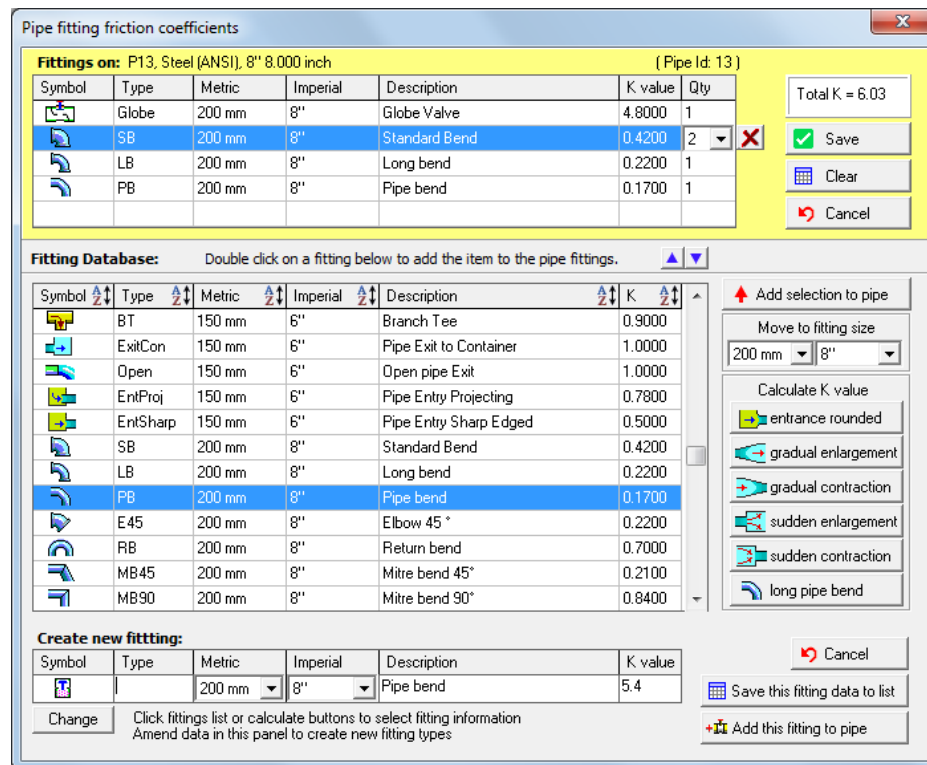 Pipe fitting friction coefficients
Fittings on: P13, Steel (ANSI), 8" 8.000 inch ( Pipe Id: 13 )
Symbol Type Metric Imperial Description K value Qty
Globe 200 mm 8" Globe Valve 4.8000 1
SB 200 mm 8" Standard Bend 0.4200 2
LB 200 mm 8" Long bend 0.2200 1
PB 200 mm 8" Pipe bend 0.1700 1
Total K = 6.03
Save
Clear
Cancel
Fitting Database: Double click on a fitting below to add the item to the pipe fittings.
Symbol Type Metric Imperial Description K
BT 150 mm 6" Branch Tee 0.9000
ExitCon 150 mm 6" Pipe Exit to Container 1.0000
Open 150 mm 6" Open pipe Exit 1.0000
EntProj 150 mm 6" Pipe Entry Projecting 0.7800
EntSharp 150 mm 6" Pipe Entry Sharp Edged 0.5000
SB 200 mm 8" Standard Bend 0.4200
LB 200 mm 8" Long bend 0.2200
PB 200 mm 8" Pipe bend 0.1700
E45 200 mm 8" Elbow 45 °
0.2200
RB 200 mm 8" Return bend 0.7000
MB45 200 mm 8" Mitre bend 45° 0.2100
MB90 200 mm 8" Mitre bend 90° 0.8400
Add selection to pipe
Move to fitting size
200 mm 8"
Calculate K value
entrance rounded
gradual enlargement
gradual contraction
sudden enlargement
sudden contraction
long pipe bend
Create new fittting:
Symbol Type Metric Imperial Description K value
200 mm 8" Pipe bend 5.4
Change
Click fittings list or calculate buttons to select fitting information
Amend data in this panel to create new fitting types
Cancel
Save this fitting data to list
Add this fitting to pipe